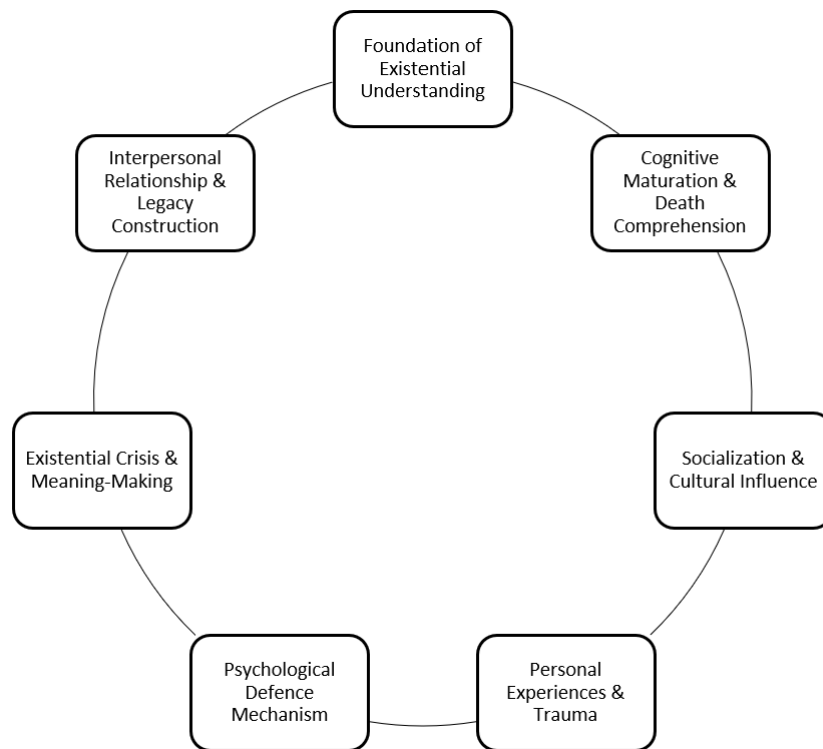 Foundation of
Existential
Understanding
Cognitive
Maturation &
Death
Comprehension
Socialization &
Cultural Influence
Personal
Experiences &
Trauma
Psychological
Defence
Mechanism
Existential Crisis &
Meaning-Making
Interpersonal
Relationship &
Legacy
Construction